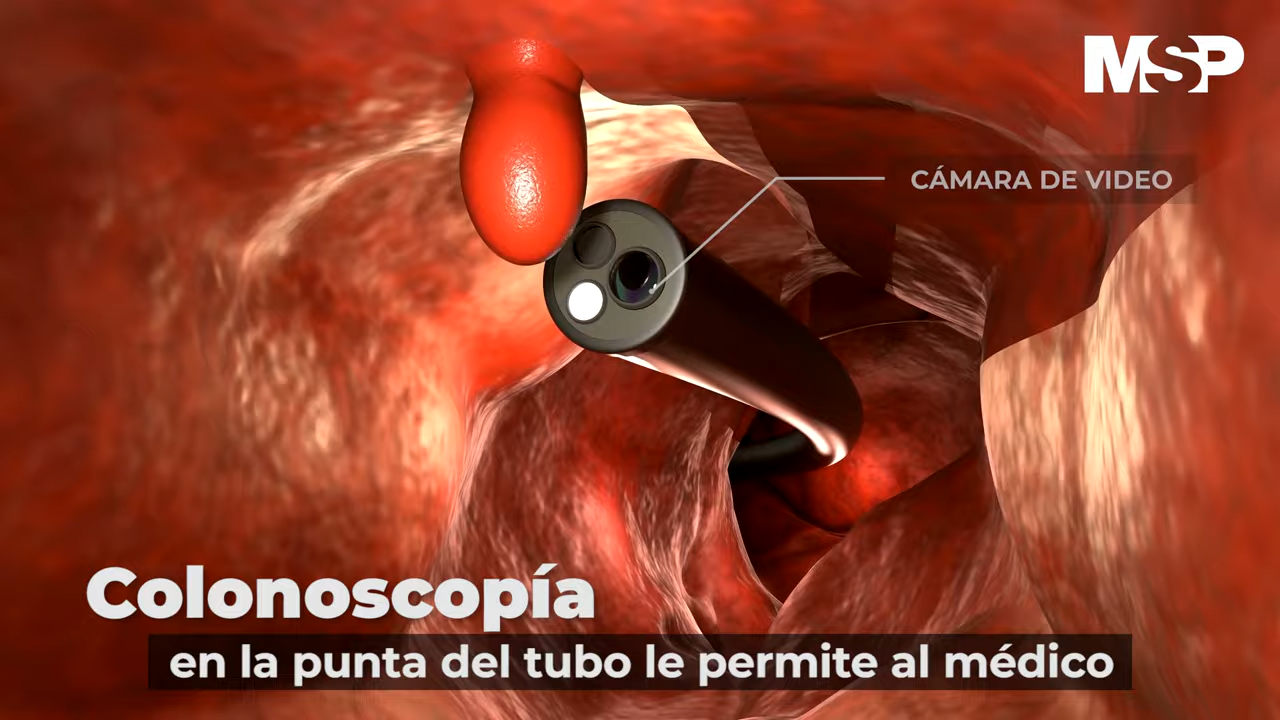 MSP
CÁMARA DE VIDEO
Colonoscopía
en la punta del tubo le permite al médico